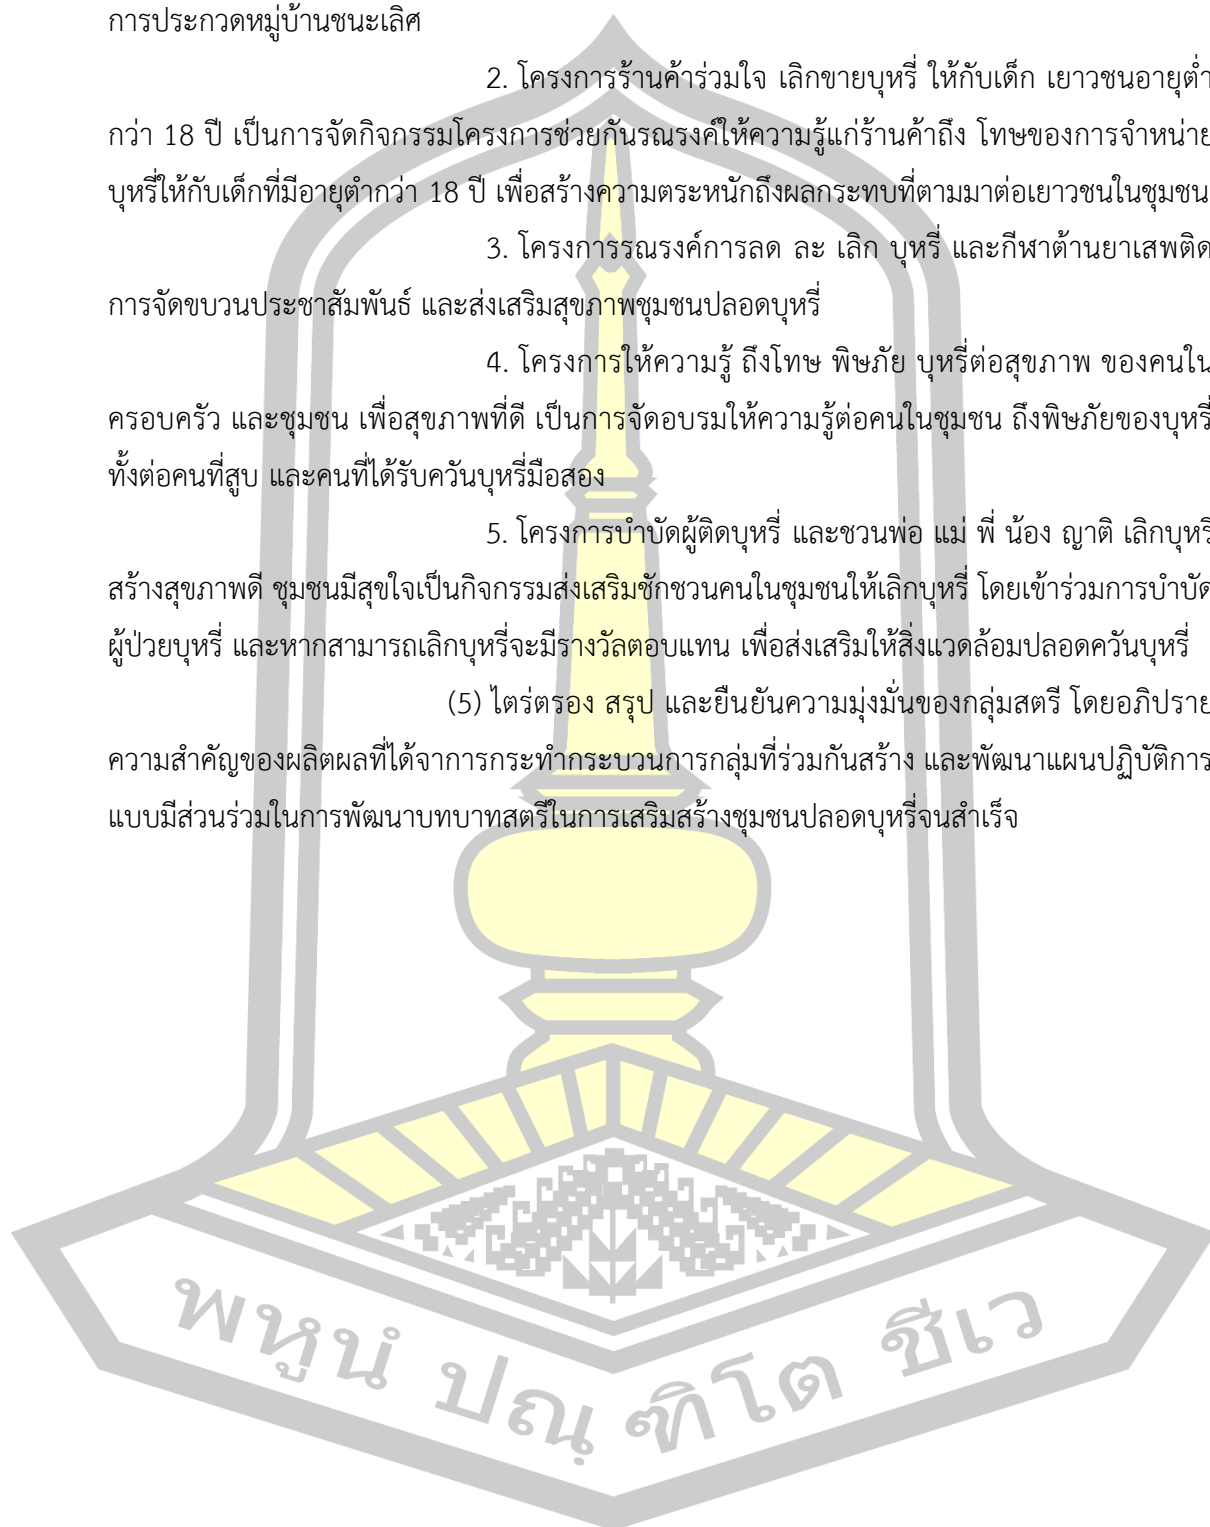 การประกวดหมู่บ้านชนะเลิศ
2. โครงการร้านค้าร่วมใจ เลิกขายบุหรี่ ให้กับเด็ก เยาวชนอายุต่ำ
กว่า 18 ปี เป็นการจัดกิจกรรมโครงการช่วยกันรณรงค์ให้ความรู้แก่ร้านค้าถึง โทษของการจำหน่าย
บุหรี่ให้กับเด็กที่มีอายุตำกว่า 18 ปี เพื่อสร้างความตระหนักถึงผลกระทบที่ตามมาต่อเยาวชนในชุมชน
3. โครงการรณรงค์การลด ละ เลิก บุหรี่ และกีฬาต้านยาเสพติด
การจัดขบวนประชาสัมพันธ์ และส่งเสริมสุขภาพชุมชนปลอดบุหรี่
4. โครงการให้ความรู้ ถึงโทษ พิษภัย บุหรี่ต่อสุขภาพ ของคนใน
ครอบครัว และชุมชน เพื่อสุขภาพที่ดี เป็นการจัดอบรมให้ความรู้ต่อคนในชุมชน ถึงพิษภัยของบุหรี่
ทั้งต่อคนที่สูบ และคนที่ได้รับควันบุหรี่มือสอง
5. โครงการบำบัดผู้ติดบุหรี่ และชวนพ่อ แม่ พี่ น้อง ญาติ เลิกบุหรี่
สร้างสุขภาพดี ชุมชนมีสุขใจเป็นกิจกรรมส่งเสริมชักชวนคนในชุมชนให้เลิกบุหรี่ โดยเข้าร่วมการบำบัด
ผู้ป่วยบุหรี่ และหากสามารถเลิกบุหรี่จะมีรางวัลตอบแทน เพื่อส่งเสริมให้สิ่งแวดล้อมปลอดควันบุหรี่
(5) ไตร่ตรอง สรุป และยืนยันความมุ่งมั่นของกลุ่มสตรี โดยอภิปราย
ความสำคัญของผลิตผลที่ได้จาการกระทำกระบวนการกลุ่มที่ร่วมกันสร้าง และพัฒนาแผนปฏิบัติการ
แบบมีส่วนร่วมในการพัฒนาบทบาทสตรีในการเสริมสร้างชุมชนปลอดบุหรี่จนสำเร็จ
พหูนํ ปณฺฑิโต ชีเว